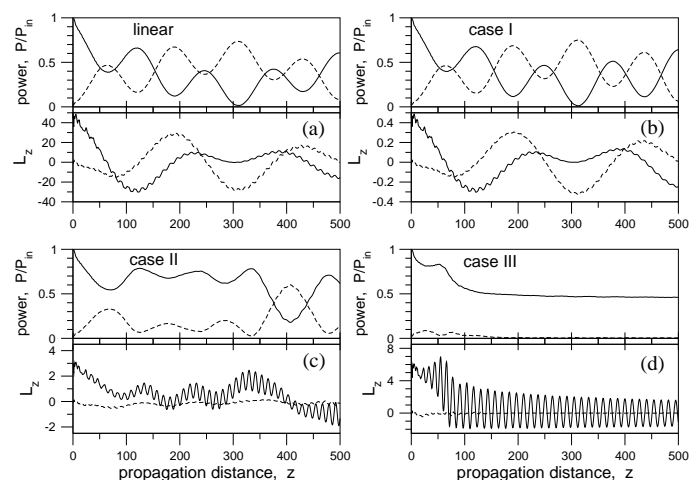 linear
power, P/P_in
1
0.5
0
L_z
40
20
0
-20
-40
(a)
0 100 200 300 400 500
case I
power, P/P_in
1
0.5
0
L_z
0.4
0.2
0
-0.2
-0.4
(b)
0 100 200 300 400 500
case II
power, P/P_in
1
0.5
0
L_z
4
2
0
-2
(c)
0 100 200 300 400 500
propagation distance, z
case III
power, P/P_in
1
0.5
0
L_z
8
4
0
(d)
0 100 200 300 400 500
propagation distance, z